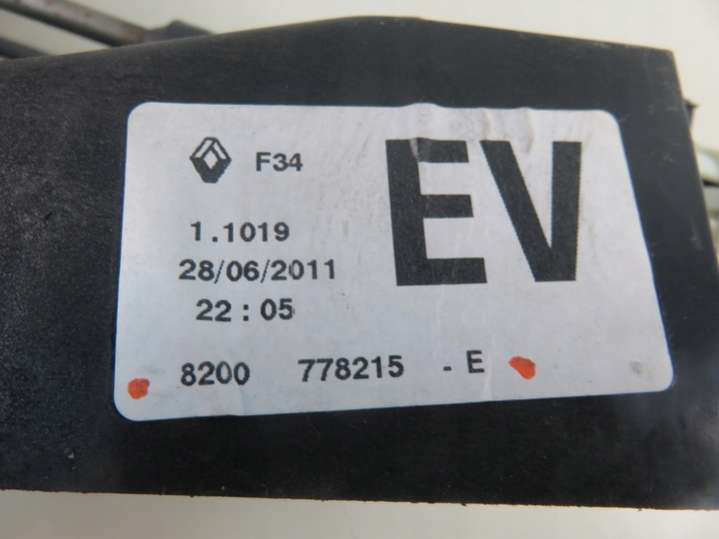 F34
EV
1.1019
28/06/2011
22 : 05
8200 778215 - E